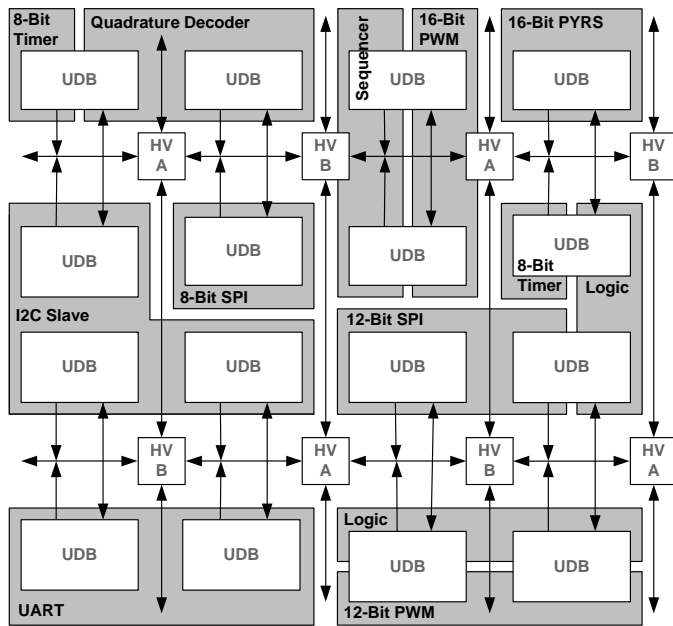 8-Bit
Timer
Quadrature Decoder
Sequencer
16-Bit
PWM
16-Bit PYRS
UDB
UDB
UDB
UDB
HV
A
HV
B
HV
A
HV
B
UDB
UDB
UDB
UDB
8-Bit SPI
8-Bit
Timer
Logic
I2C Slave
12-Bit SPI
UDB
UDB
UDB
UDB
HV
B
HV
A
HV
B
HV
A
Logic
UDB
UDB
UDB
UDB
UART
12-Bit PWM